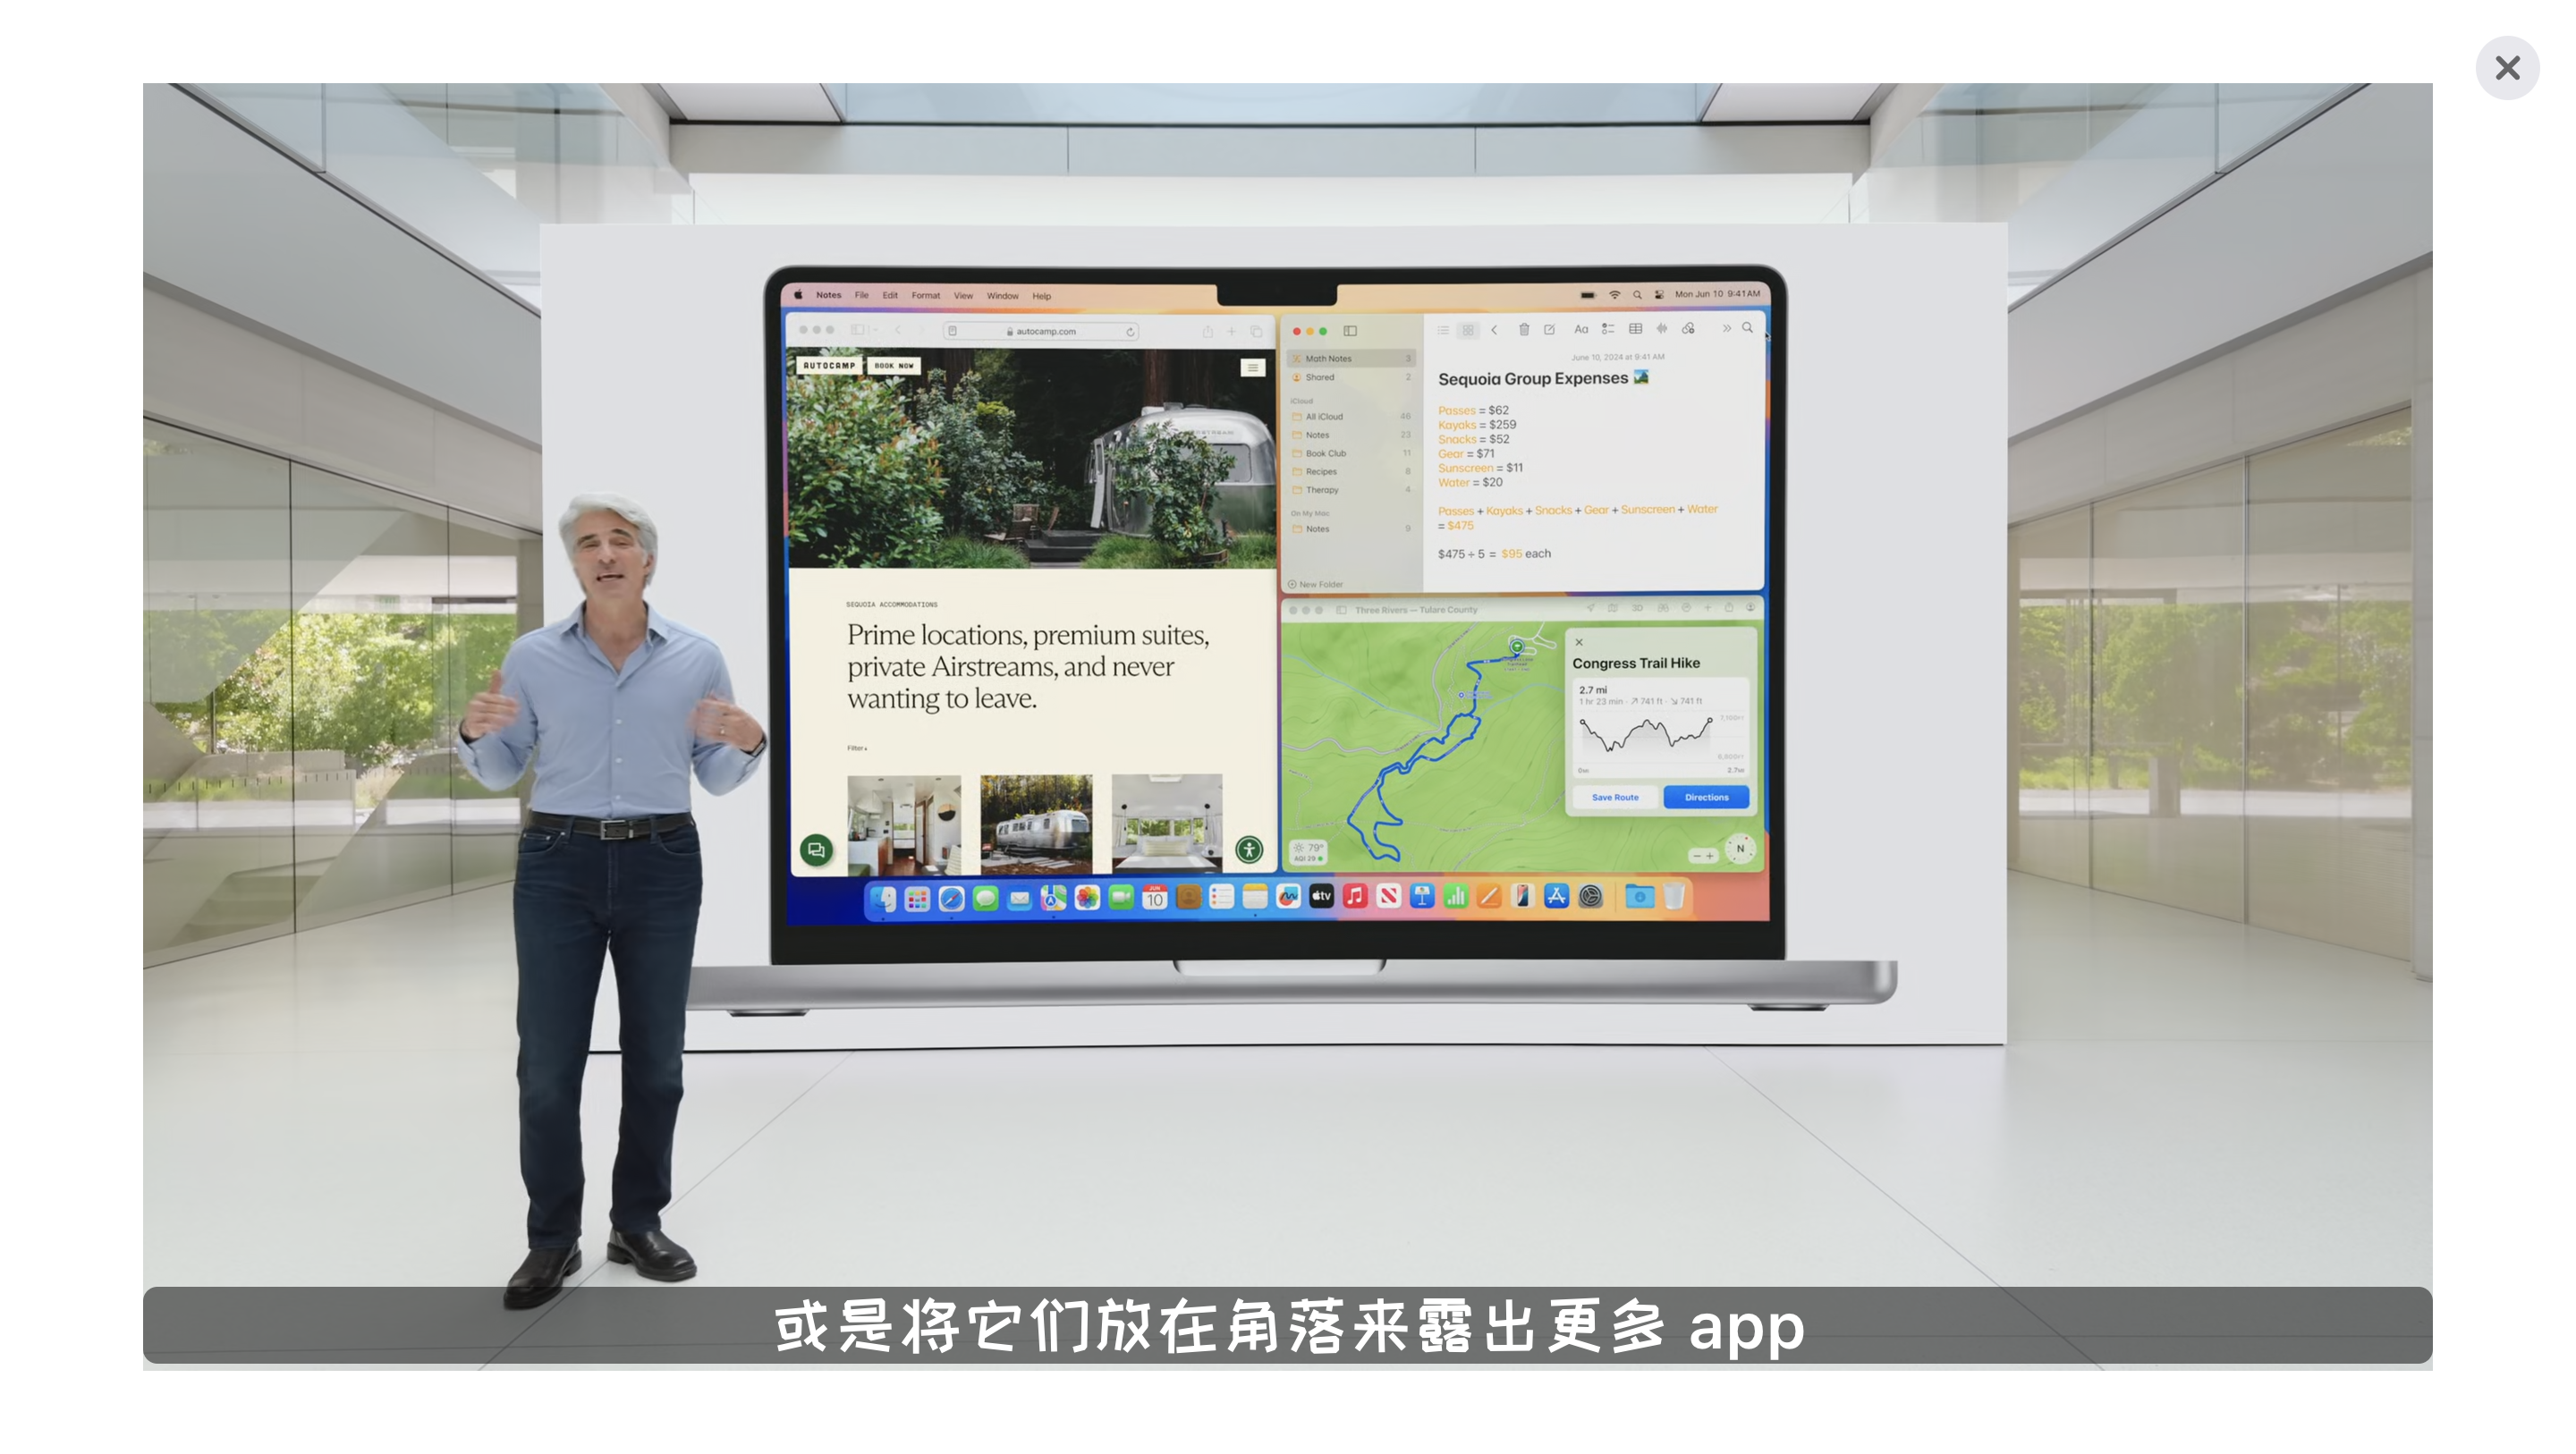 Notes File Edit Format View Window Help
Mon Jun 10 9:41 AM
autocamp.com
AUTOCAMP BOOK NOW
SEQUOIA ACCOMMODATIONS
Prime locations, premium suites,
private Airstreams, and never
wanting to leave.
Filter
Math Notes 3
Shared 2
iCloud
All iCloud 46
Notes 23
Book Club 11
Recipes 8
Therapy 4
On My Mac
Notes 9
New Folder
Aa
June 10, 2024 at 9:41 AM
Sequoia Group Expenses
Passes = $62
Kayaks = $259
Snacks = $52
Gear = $71
Sunscreen = $11
Water = $20
Passes + Kayaks + Snacks + Gear + Sunscreen + Water
= $475
$475 ÷ 5 = $95 each
Three Rivers — Tulare County
3D
Congress Trail Hike
2.7 mi
1 hr 23 min · ↗ 741 ft · ↘ 741 ft
Save Route Directions
79°
AQI 29
N
JUN
10
tv
或是将它们放在角落来露出更多 app